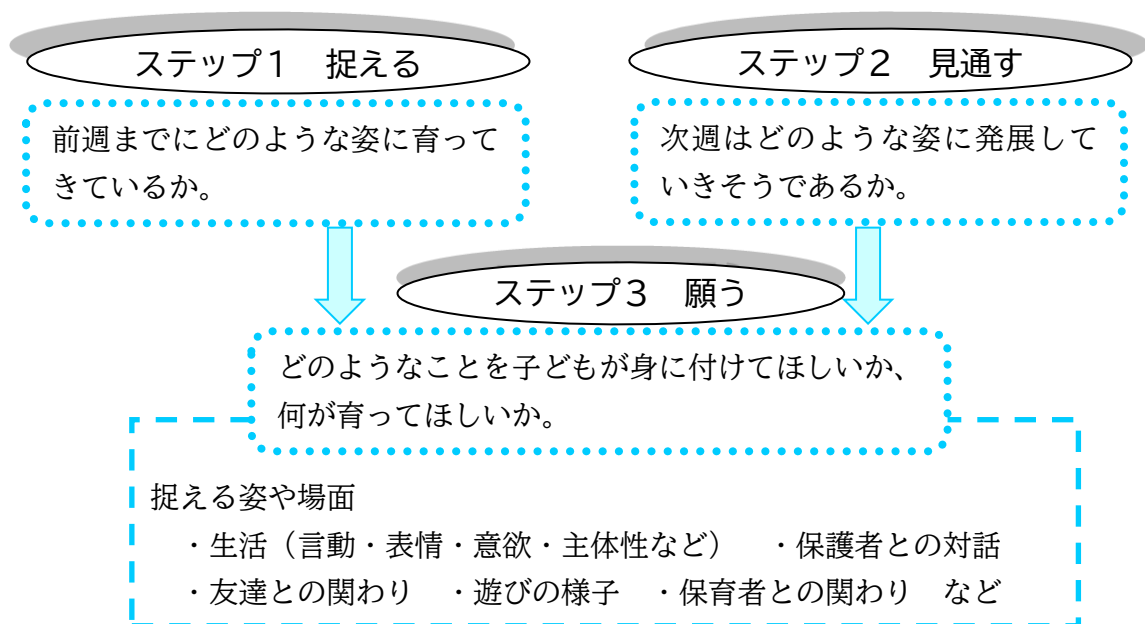 ステップ1　捉える
前週までにどのような姿に育って
きているか。
ステップ2　見通す
次週はどのような姿に発展して
いきそうであるか。
ステップ3　願う
どのようなことを子どもが身に付けてほしいか、
何が育ってほしいか。
捉える姿や場面
・生活（言動・表情・意欲・主体性など）　・保護者との対話
・友達との関わり　・遊びの様子　・保育者との関わり　など